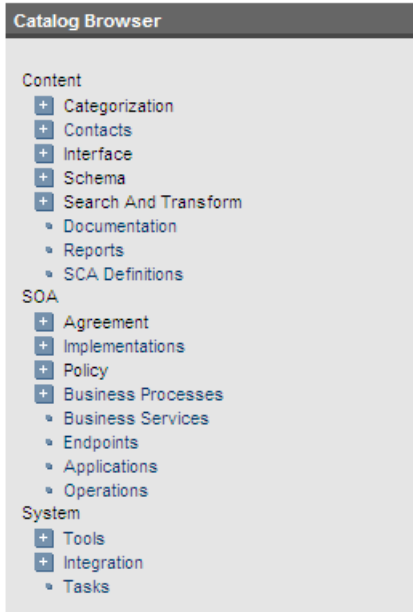 Catalog Browser
Content
Categorization
Contacts
Interface
Schema
Search And Transform
Documentation
Reports
SCA Definitions
SOA
Agreement
Implementations
Policy
Business Processes
Business Services
Endpoints
Applications
Operations
System
Tools
Integration
Tasks